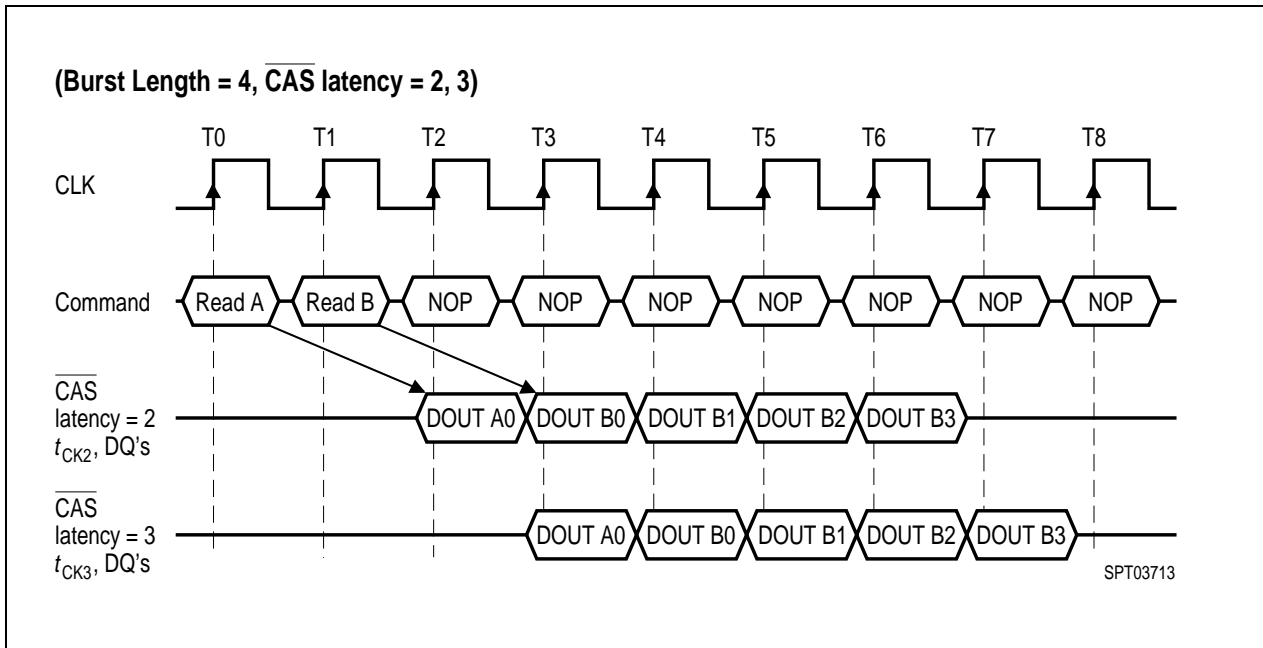 (Burst Length = 4, CAS latency = 2, 3)
T0 T1 T2 T3 T4 T5 T6 T7 T8
CLK
Command Read A Read B NOP NOP NOP NOP NOP NOP NOP
CAS
latency = 2 DOUT A0 DOUT B0 DOUT B1 DOUT B2 DOUT B3
tCK2, DQ's
CAS
latency = 3 DOUT A0 DOUT B0 DOUT B1 DOUT B2 DOUT B3
tCK3, DQ's
SPT03713